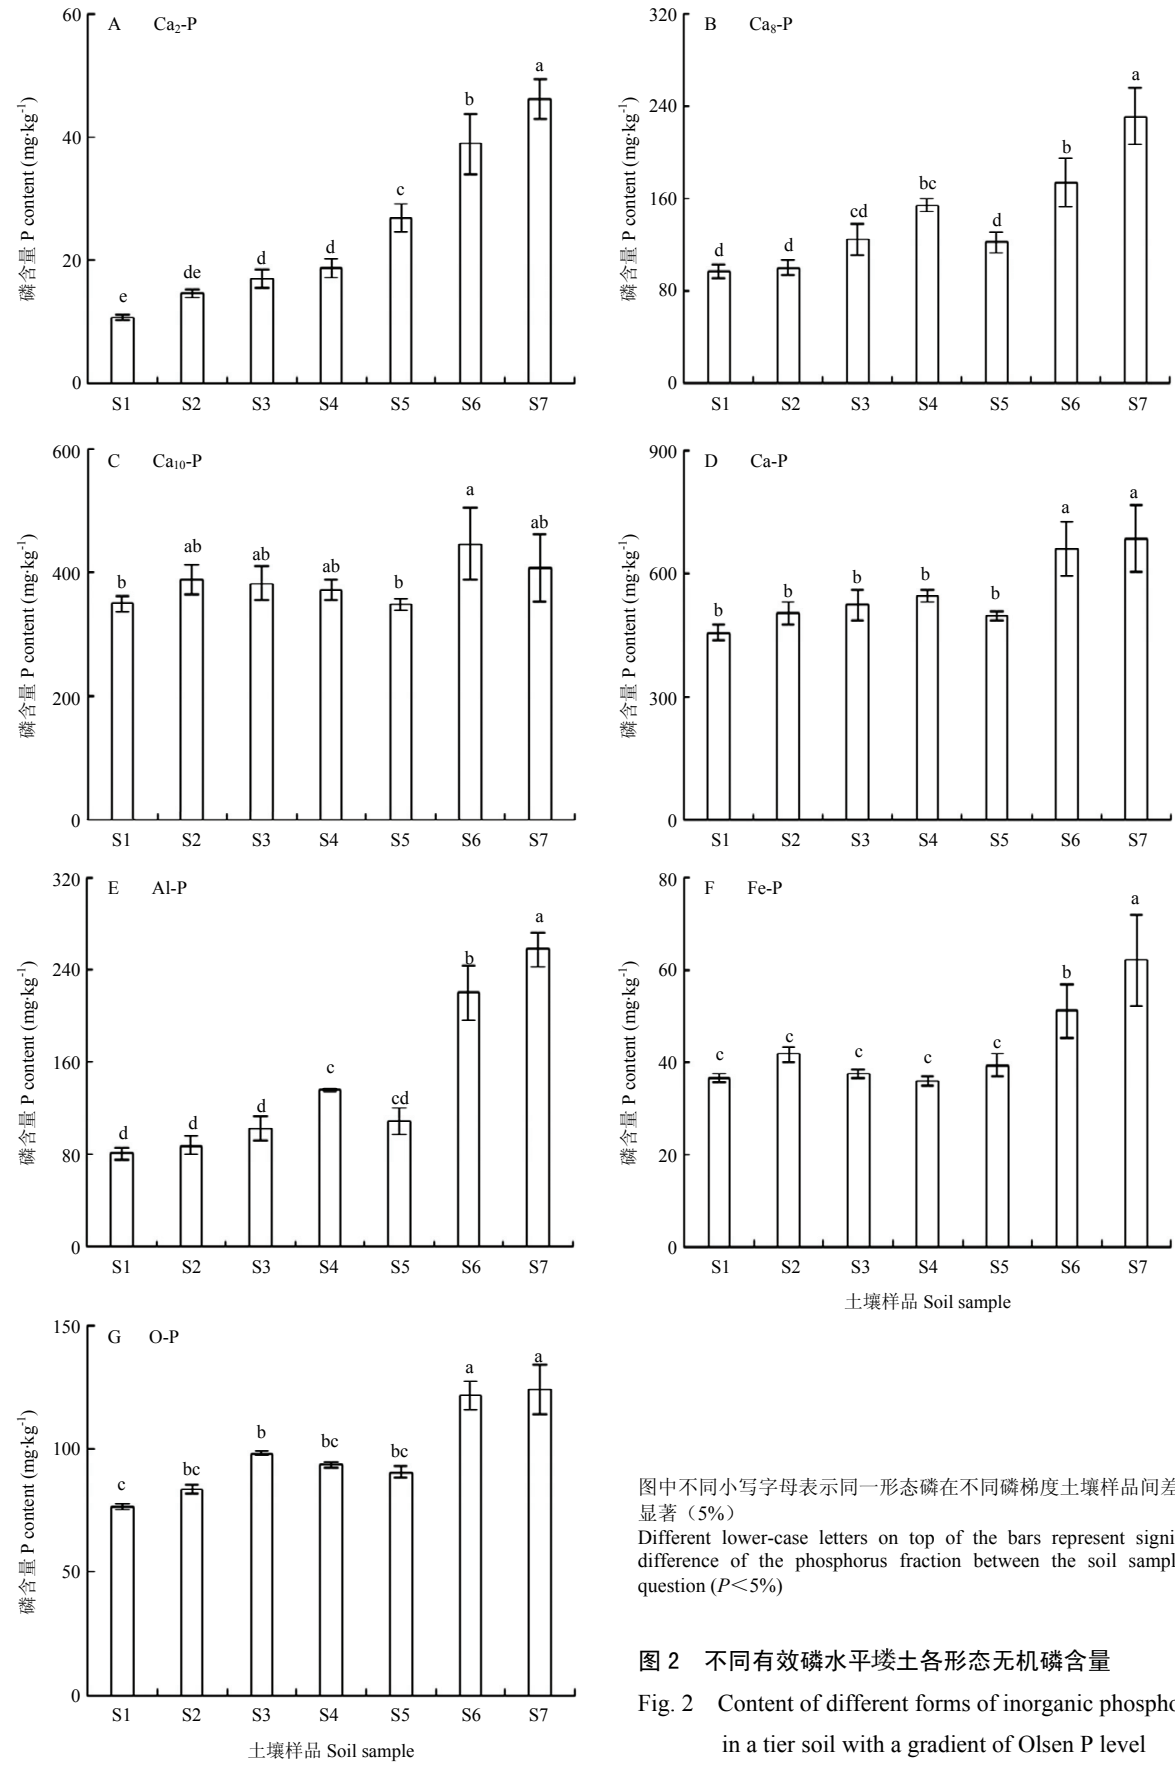 A Ca₂-P
磷含量 P content (mg·kg⁻¹)
60
40
20
0
e
de
d
d
c
b
a
S1 S2 S3 S4 S5 S6 S7
B Ca₈-P
磷含量 P content (mg·kg⁻¹)
320
240
160
80
0
d
d
cd
bc
d
b
a
S1 S2 S3 S4 S5 S6 S7
C Ca₁₀-P
磷含量 P content (mg·kg⁻¹)
600
400
200
0
b
ab
ab
ab
b
a
ab
S1 S2 S3 S4 S5 S6 S7
D Ca-P
磷含量 P content (mg·kg⁻¹)
900
600
300
0
b
b
b
b
b
a
a
S1 S2 S3 S4 S5 S6 S7
E Al-P
磷含量 P content (mg·kg⁻¹)
320
240
160
80
0
d
d
d
c
cd
b
a
S1 S2 S3 S4 S5 S6 S7
F Fe-P
磷含量 P content (mg·kg⁻¹)
80
60
40
20
0
c
c
c
c
c
b
a
S1 S2 S3 S4 S5 S6 S7
土壤样品 Soil sample
G O-P
磷含量 P content (mg·kg⁻¹)
150
100
50
0
c
bc
b
bc
bc
a
a
S1 S2 S3 S4 S5 S6 S7
土壤样品 Soil sample
图中不同小写字母表示同一形态磷在不同磷梯度土壤样品间差
显著（5%）
Different lower-case letters on top of the bars represent signi
difference of the phosphorus fraction between the soil sampl
question (P＜5%)
图 2 不同有效磷水平塿土各形态无机磷含量
Fig. 2 Content of different forms of inorganic phospho
in a tier soil with a gradient of Olsen P level